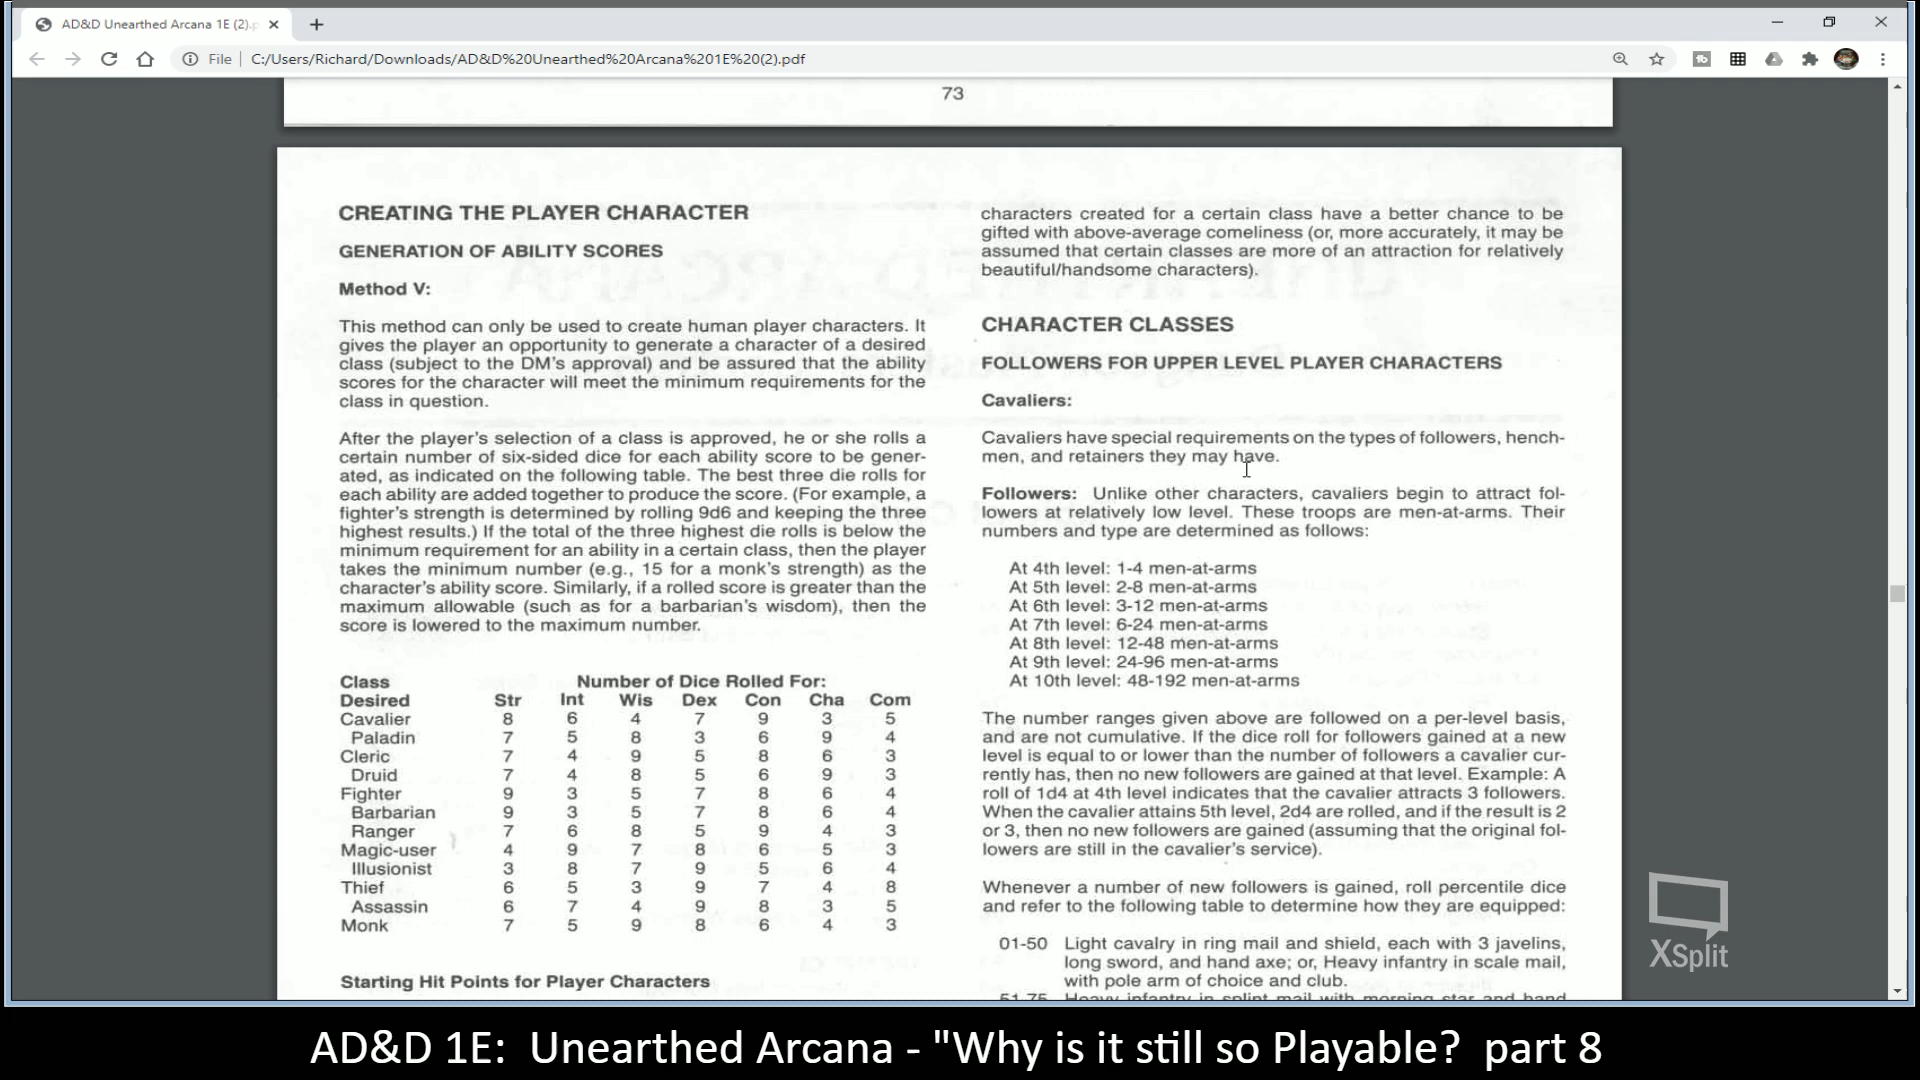 AD&D Unearthed Arcana 1E (2).p
File | C:/Users/Richard/Downloads/AD&D%20Unearthed%20Arcana%201E%20(2).pdf
73
CREATING THE PLAYER CHARACTER
GENERATION OF ABILITY SCORES
Method V:
This method can only be used to create human player characters. It
gives the player an opportunity to generate a character of a desired
class (subject to the DM's approval) and be assured that the ability
scores for the character will meet the minimum requirements for the
class in question.
After the player's selection of a class is approved, he or she rolls a
certain number of six-sided dice for each ability score to be gener-
ated, as indicated on the following table. The best three die rolls for
each ability are added together to produce the score. (For example, a
fighter's strength is determined by rolling 9d6 and keeping the three
highest results.) If the total of the three highest die rolls is below the
minimum requirement for an ability in a certain class, then the player
takes the minimum number (e.g., 15 for a monk's strength) as the
character's ability score. Similarly, if a rolled score is greater than the
maximum allowable (such as for a barbarian's wisdom), then the
score is lowered to the maximum number.
Class Number of Dice Rolled For:
Desired Str Int Wis Dex Con Cha Com
Cavalier 8 6 4 7 9 3 5
Paladin 7 5 8 3 6 9 4
Cleric 7 4 9 5 8 6 3
Druid 7 4 8 5 6 9 3
Fighter 9 3 5 7 8 6 4
Barbarian 9 3 5 7 8 6 4
Ranger 7 6 8 5 9 4 3
Magic-user 4 9 7 8 6 5 3
Illusionist 3 8 7 9 5 6 4
Thief 6 5 3 9 7 4 8
Assassin 6 7 4 9 8 3 5
Monk 7 5 9 8 6 4 3
Starting Hit Points for Player Characters
characters created for a certain class have a better chance to be
gifted with above-average comeliness (or, more accurately, it may be
assumed that certain classes are more of an attraction for relatively
beautiful/handsome characters).
CHARACTER CLASSES
FOLLOWERS FOR UPPER LEVEL PLAYER CHARACTERS
Cavaliers:
Cavaliers have special requirements on the types of followers, hench-
men, and retainers they may have.
Followers: Unlike other characters, cavaliers begin to attract fol-
lowers at relatively low level. These troops are men-at-arms. Their
numbers and type are determined as follows:
At 4th level: 1-4 men-at-arms
At 5th level: 2-8 men-at-arms
At 6th level: 3-12 men-at-arms
At 7th level: 6-24 men-at-arms
At 8th level: 12-48 men-at-arms
At 9th level: 24-96 men-at-arms
At 10th level: 48-192 men-at-arms
The number ranges given above are followed on a per-level basis,
and are not cumulative. If the dice roll for followers gained at a new
level is equal to or lower than the number of followers a cavalier cur-
rently has, then no new followers are gained at that level. Example: A
roll of 1d4 at 4th level indicates that the cavalier attracts 3 followers.
When the cavalier attains 5th level, 2d4 are rolled, and if the result is 2
or 3, then no new followers are gained (assuming that the original fol-
lowers are still in the cavalier's service).
Whenever a number of new followers is gained, roll percentile dice
and refer to the following table to determine how they are equipped:
01-50 Light cavalry in ring mail and shield, each with 3 javelins,
long sword, and hand axe; or, Heavy infantry in scale mail,
with pole arm of choice and club.
51-75 Heavy infantry in splint mail with morning star and hand
XSplit
AD&D 1E: Unearthed Arcana - "Why is it still so Playable? part 8